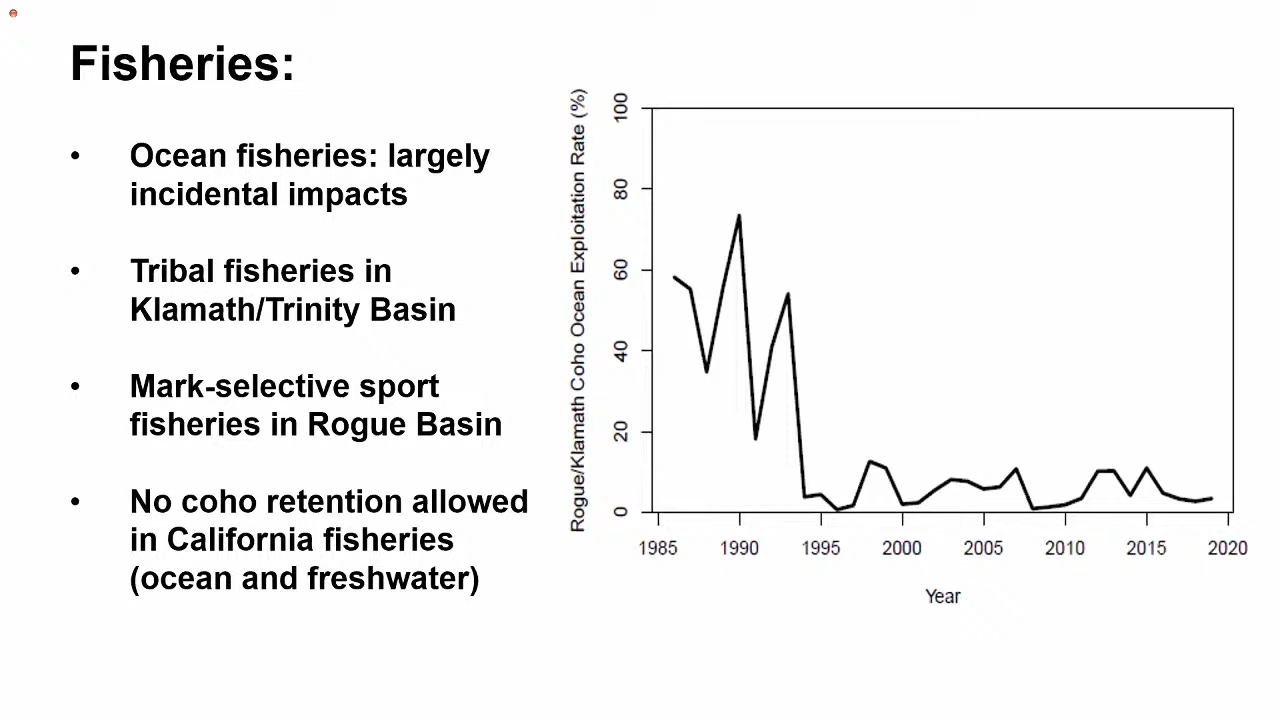 Fisheries:
• Ocean fisheries: largely
incidental impacts
• Tribal fisheries in
Klamath/Trinity Basin
• Mark-selective sport
fisheries in Rogue Basin
• No coho retention allowed
in California fisheries
(ocean and freshwater)
Rogue/Klamath Coho Ocean Exploitation Rate (%)
100
80
60
40
20
0
1985 1990 1995 2000 2005 2010 2015 2020
Year